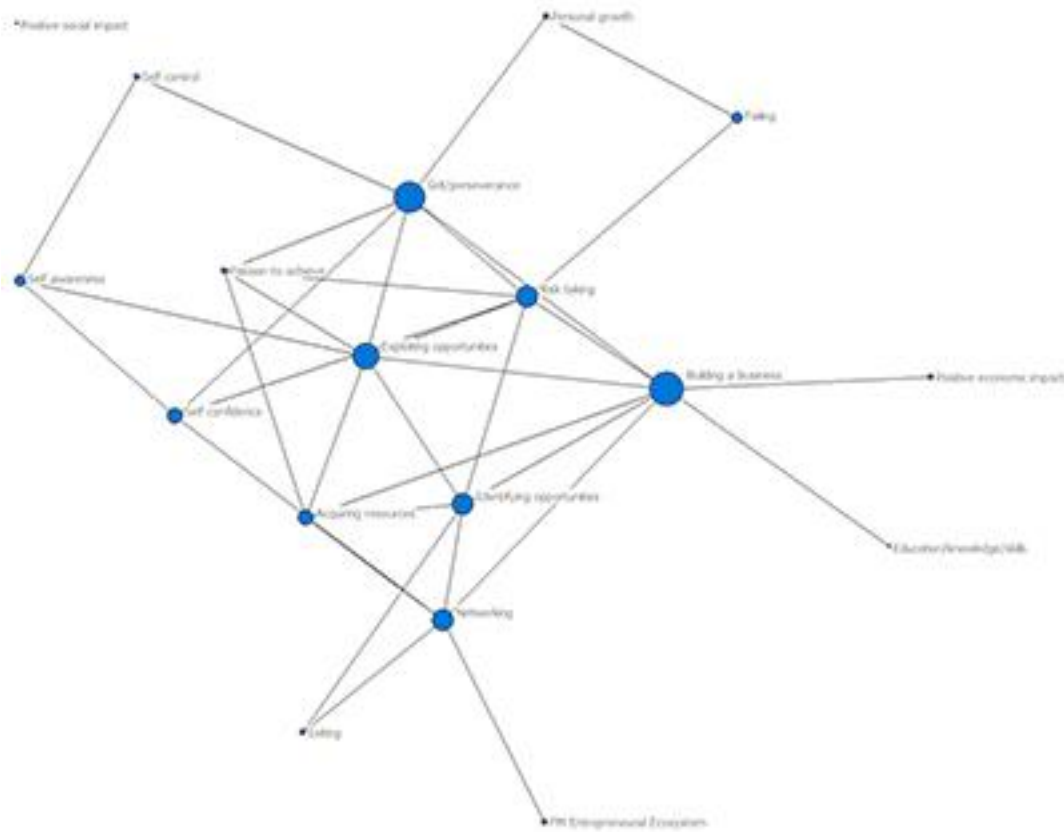 Personal growth
Positive social impact
Self control
Failing
Grit/perseverance
Passion to achieve
Self awareness
Risk taking
Exploiting opportunities
Building a business
Positive economic impact
Self confidence
Identifying opportunities
Acquiring resources
Education/knowledge/skills
Networking
Exiting
Entrepreneurial Ecosystem